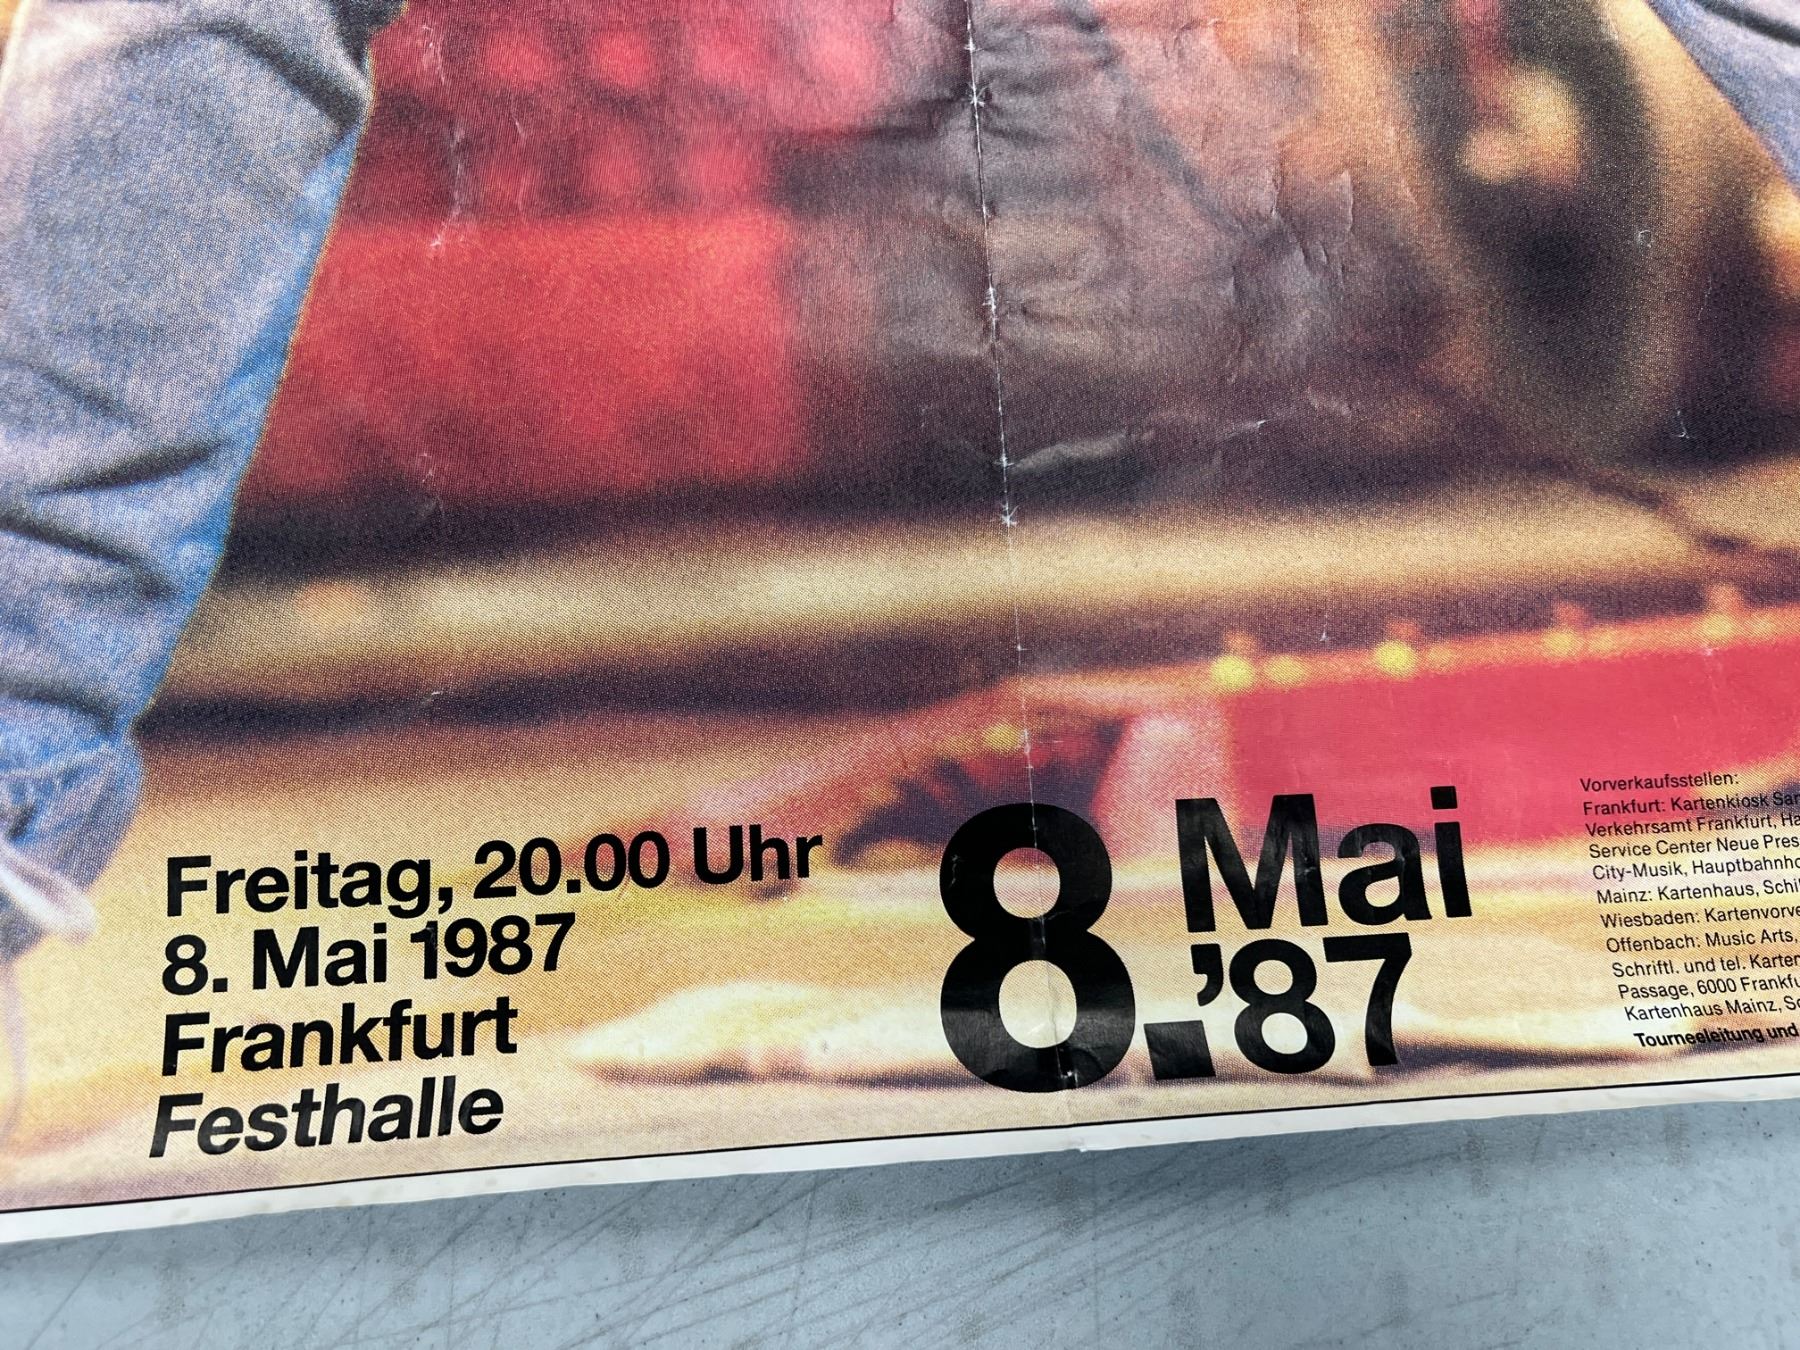 Freitag, 20.00 Uhr
8. Mai 1987
Frankfurt
Festhalle
8. Mai
'87
Vorverkaufsstellen:
Frankfurt: Kartenkiosk
Verkehrsamt Frankfurt,
Service Center Neue
City-Musik,
Mainz: Kartenhaus,
Wiesbaden:
Offenbach: Music Arts,
Schriftl. und tel.
Passage, 6000
Kartenhaus Mainz,
Tourneeleitung und